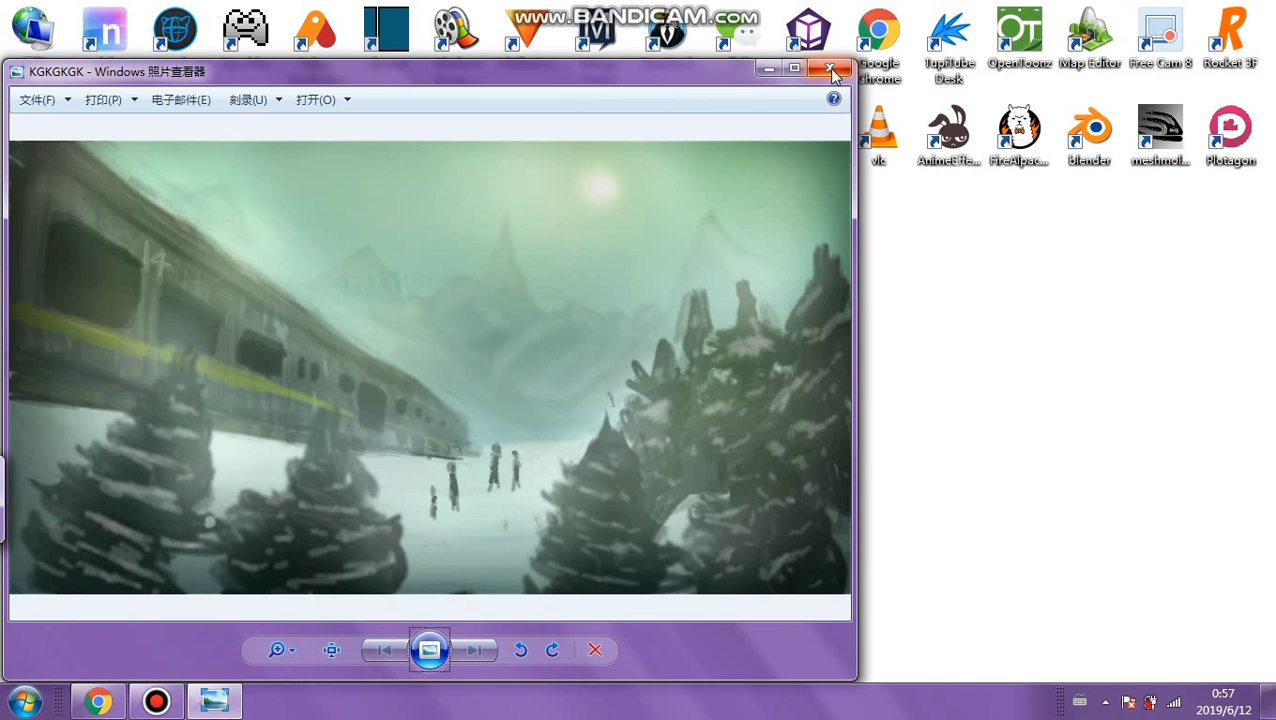 www.BANDICAM.com
Google Chrome
TupiTube Desk
OpenToonz
Map Editor
Free Cam 8
Rocket 3F
KGKGKGK - Windows 照片查看器
文件(F)
打印(P)
电子邮件(E)
刻录(U)
打开(O)
vlc
AnimeEffe...
FireAlpac...
blender
meshmol...
Plotagon
14
0:57
2019/6/12